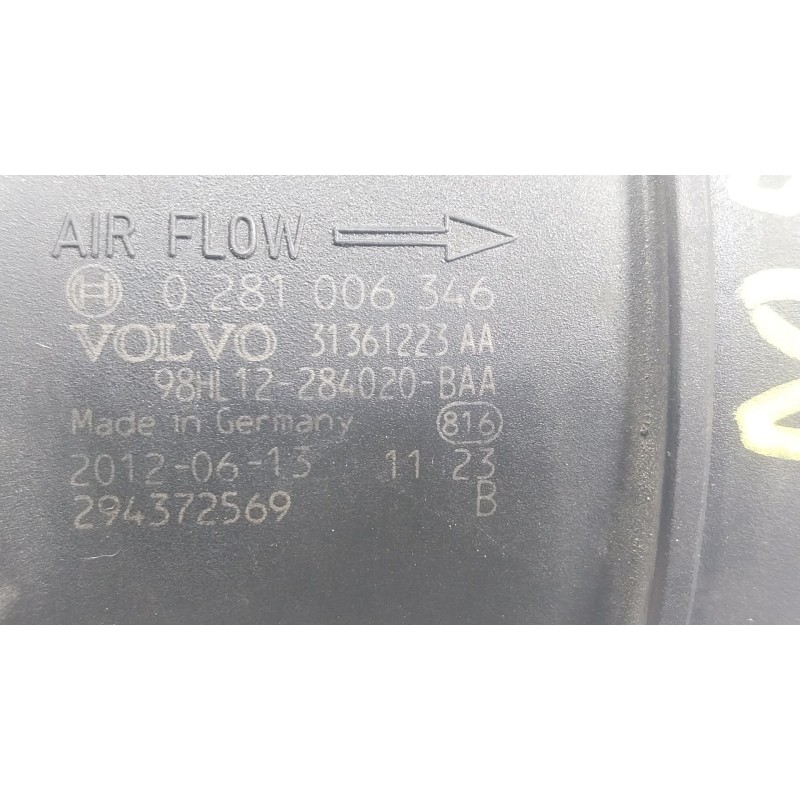 AIR FLOW
0 281 006 346
VOLVO 31361223 AA
98HL12-284020-BAA
Made in Germany 816
2012-06-13 11 23
294372569 B